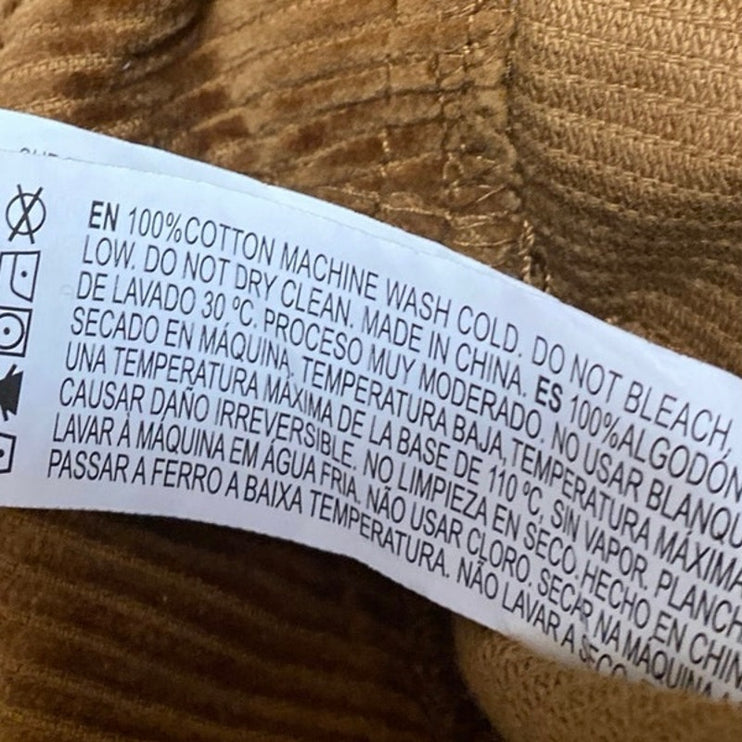 EN 100%COTTON MACHINE WASH COLD. DO NOT BLEACH,
LOW. DO NOT DRY CLEAN. MADE IN CHINA. ES 100%ALGODÓN
DE LAVADO 30 ºC. PROCESO MUY MODERADO. NO USAR BLANQU
SECADO EN MÁQUINA, TEMPERATURA BAJA, TEMPERATURA MÁXIMA
UNA TEMPERATURA MÁXIMA DE LA BASE DE 110 ºC, SIN VAPOR. PLANCH
CAUSAR DAÑO IRREVERSIBLE. NO LIMPIEZA EN SECO. HECHO EN CHIN
LAVAR À MÁQUINA EM ÁGUA FRIA. NÃO USAR CLORO. SECAR NA MÁQUINA
PASSAR A FERRO A BAIXA TEMPERATURA. NÃO LAVAR A SECO